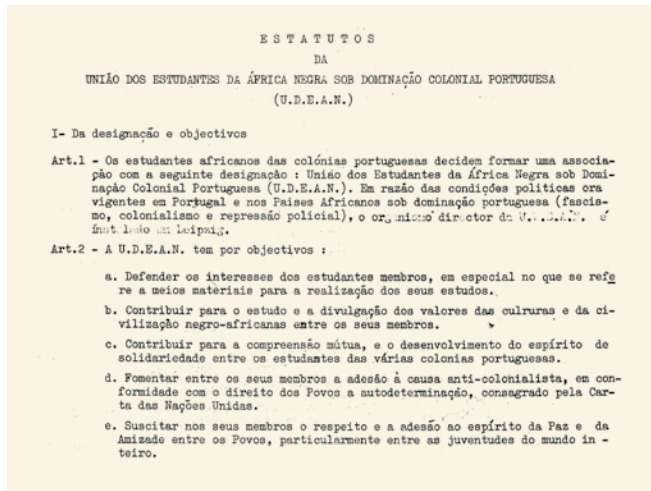 E S T A T U T O S
DA
UNIÃO DOS ESTUDANTES DA ÁFRICA NEGRA SOB DOMINAÇÃO COLONIAL PORTUGUESA
(U.D.E.A.N.)
I- Da designação e objectivos
Art.1 - Os estudantes africanos das colónias portuguesas decidem formar uma associa-
ção com a seguinte designação : União dos Estudantes da África Negra sob Domi-
nação Colonial Portuguesa (U.D.E.A.N.). Em razão das condições politicas ora
vigentes em Portugal e nos Paises Africanos sob dominação portuguesa (fascis-
mo, colonialismo e repressão policial), o organismo director da U.D.E.A.N. é
em Leipzig.
Art.2 - A U.D.E.A.N. tem por objectivos :
a. Defender os interesses dos estudantes membros, em especial no que se refe
re a meios materiais para a realização dos seus estudos.
b. Contribuir para o estudo e a divulgação dos valores das culruras e da ci-
vilização negro-africanas entre os seus membros.
c. Contribuir para a compreensão mútua, e o desenvolvimento do espírito de
solidariedade entre os estudantes das várias colonias portuguesas.
d. Fomentar entre os seus membros a adesão à causa anti-colonialista, em con-
formidade com o direito dos Povos a autodeterminação, consagrado pela Car-
ta das Nações Unidas.
e. Suscitar nos seus membros o respeito e a adesão ao espírito da Paz e da
Amizade entre os Povos, particularmente entre as juventudes do mundo in -
teiro.